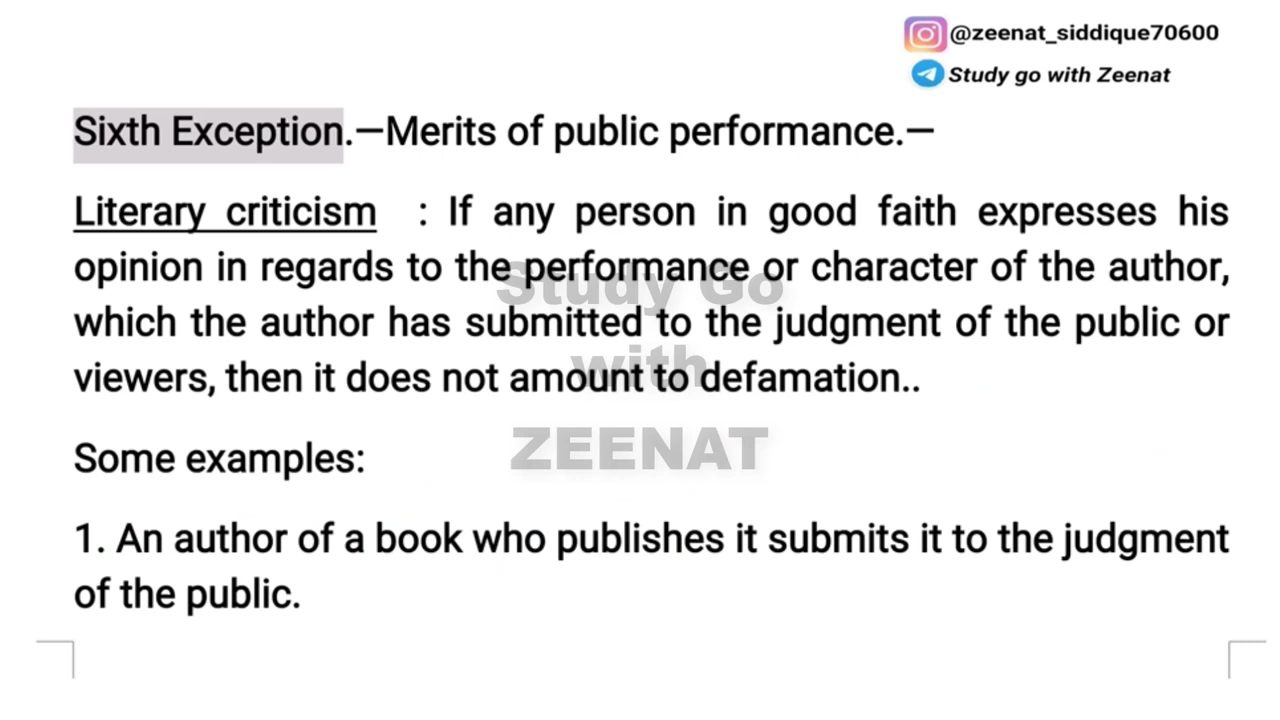 @zeenat_siddique70600
Study go with Zeenat
Sixth Exception.—Merits of public performance.—
Literary criticism : If any person in good faith expresses his
opinion in regards to the performance or character of the author,
which the author has submitted to the judgment of the public or
viewers, then it does not amount to defamation..
Study Go
with
ZEENAT
Some examples:
1. An author of a book who publishes it submits it to the judgment
of the public.